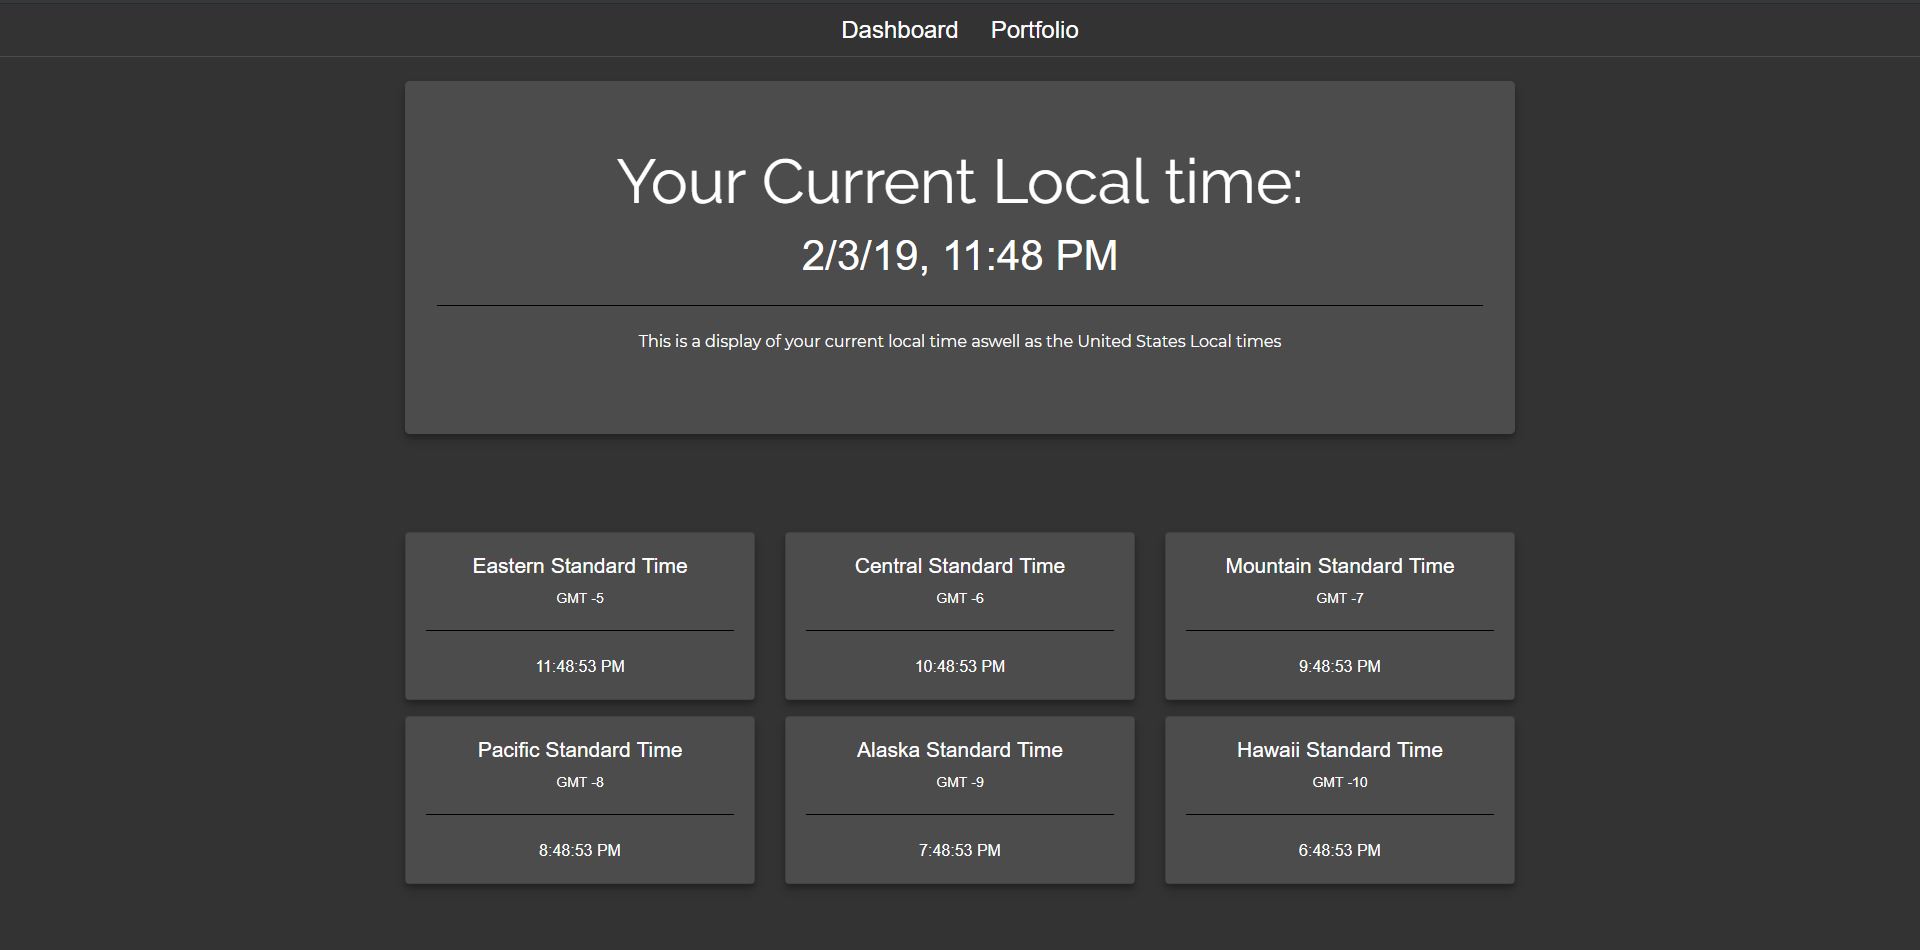 Dashboard Portfolio
Your Current Local time:
2/3/19, 11:48 PM
This is a display of your current local time aswell as the United States Local times
Eastern Standard Time
GMT -5
11:48:53 PM
Central Standard Time
GMT -6
10:48:53 PM
Mountain Standard Time
GMT -7
9:48:53 PM
Pacific Standard Time
GMT -8
8:48:53 PM
Alaska Standard Time
GMT -9
7:48:53 PM
Hawaii Standard Time
GMT -10
6:48:53 PM